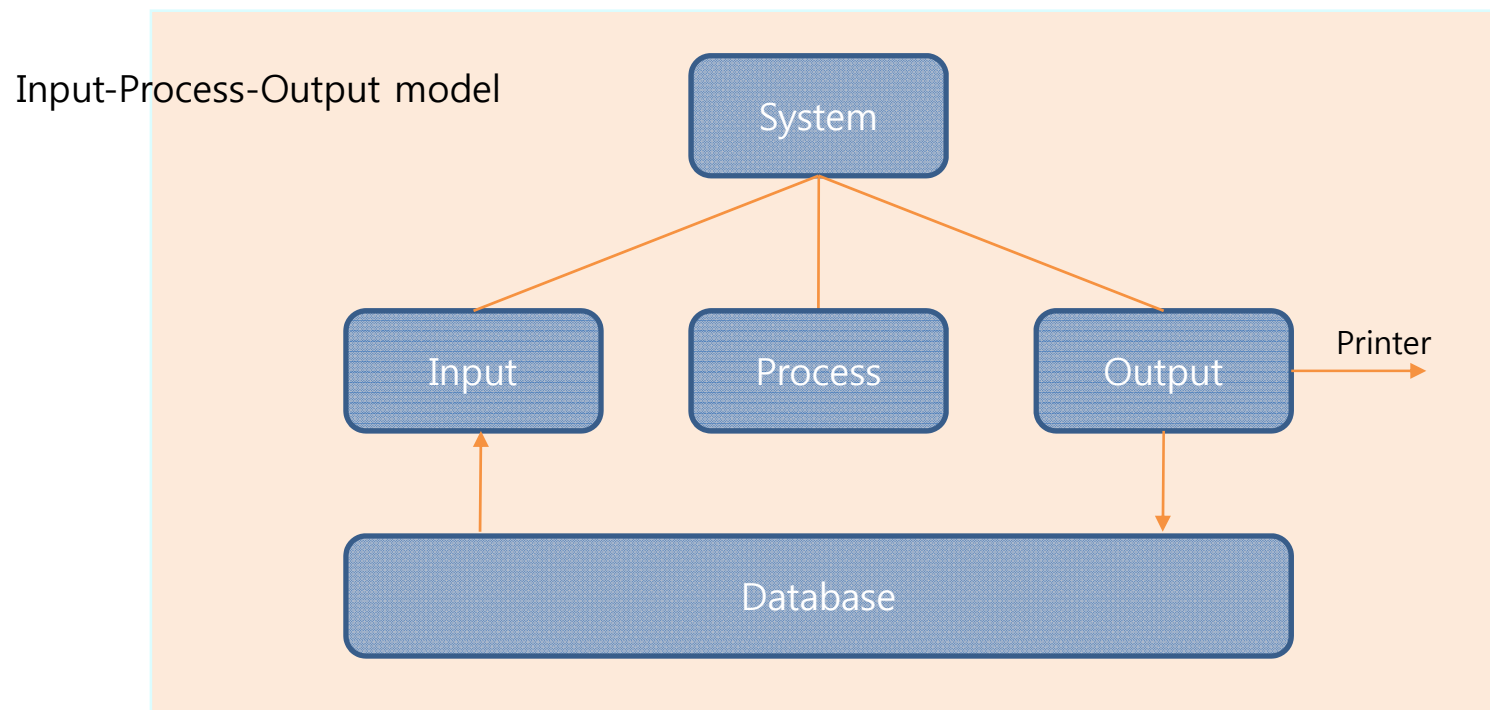 Input-Process-Output model
System
Input
Process
Output
Printer
Database